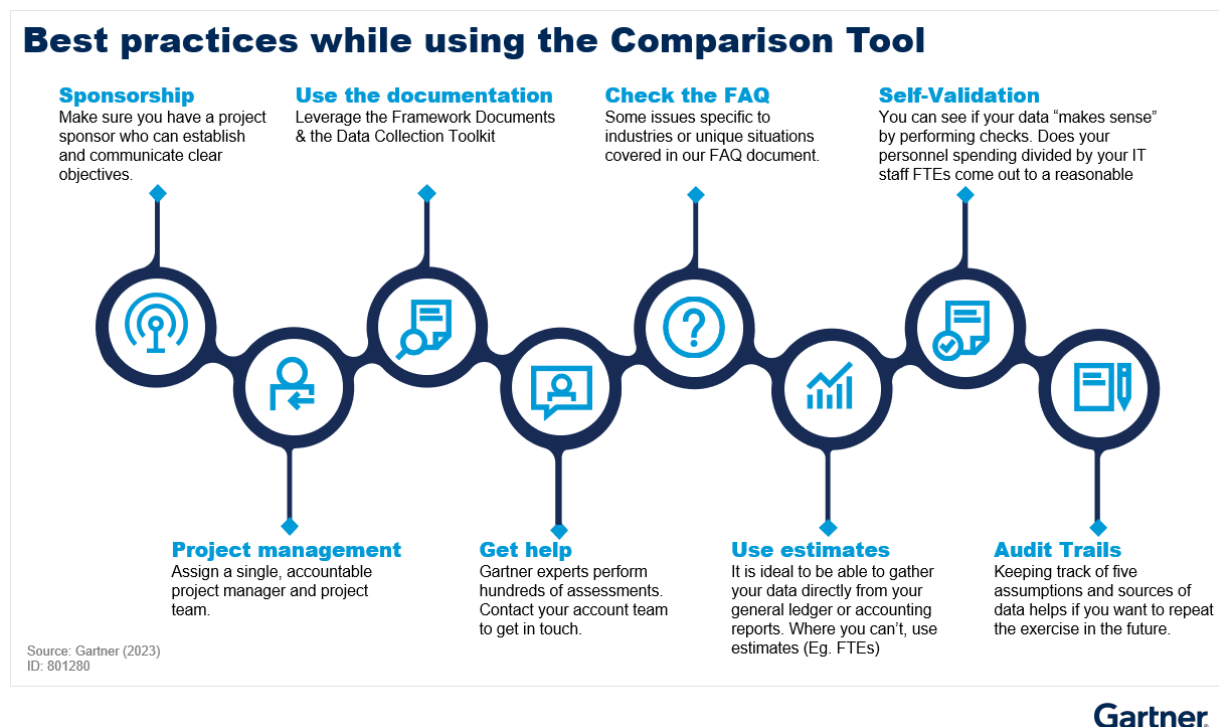 Best practices while using the Comparison Tool
Sponsorship
Make sure you have a project
sponsor who can establish
and communicate clear
objectives.
Use the documentation
Leverage the Framework Documents
& the Data Collection Toolkit
Check the FAQ
Some issues specific to
industries or unique situations
covered in our FAQ document.
Self-Validation
You can see if your data “makes sense”
by performing checks. Does your
personnel spending divided by your IT
staff FTEs come out to a reasonable
Project management
Assign a single, accountable
project manager and project
team.
Get help
Gartner experts perform
hundreds of assessments.
Contact your account team
to get in touch.
Use estimates
It is ideal to be able to gather
your data directly from your
general ledger or accounting
reports. Where you can’t, use
estimates (Eg. FTEs)
Audit Trails
Keeping track of five
assumptions and sources of
data helps if you want to repeat
the exercise in the future.
Source: Gartner (2023)
ID: 801280
Gartner